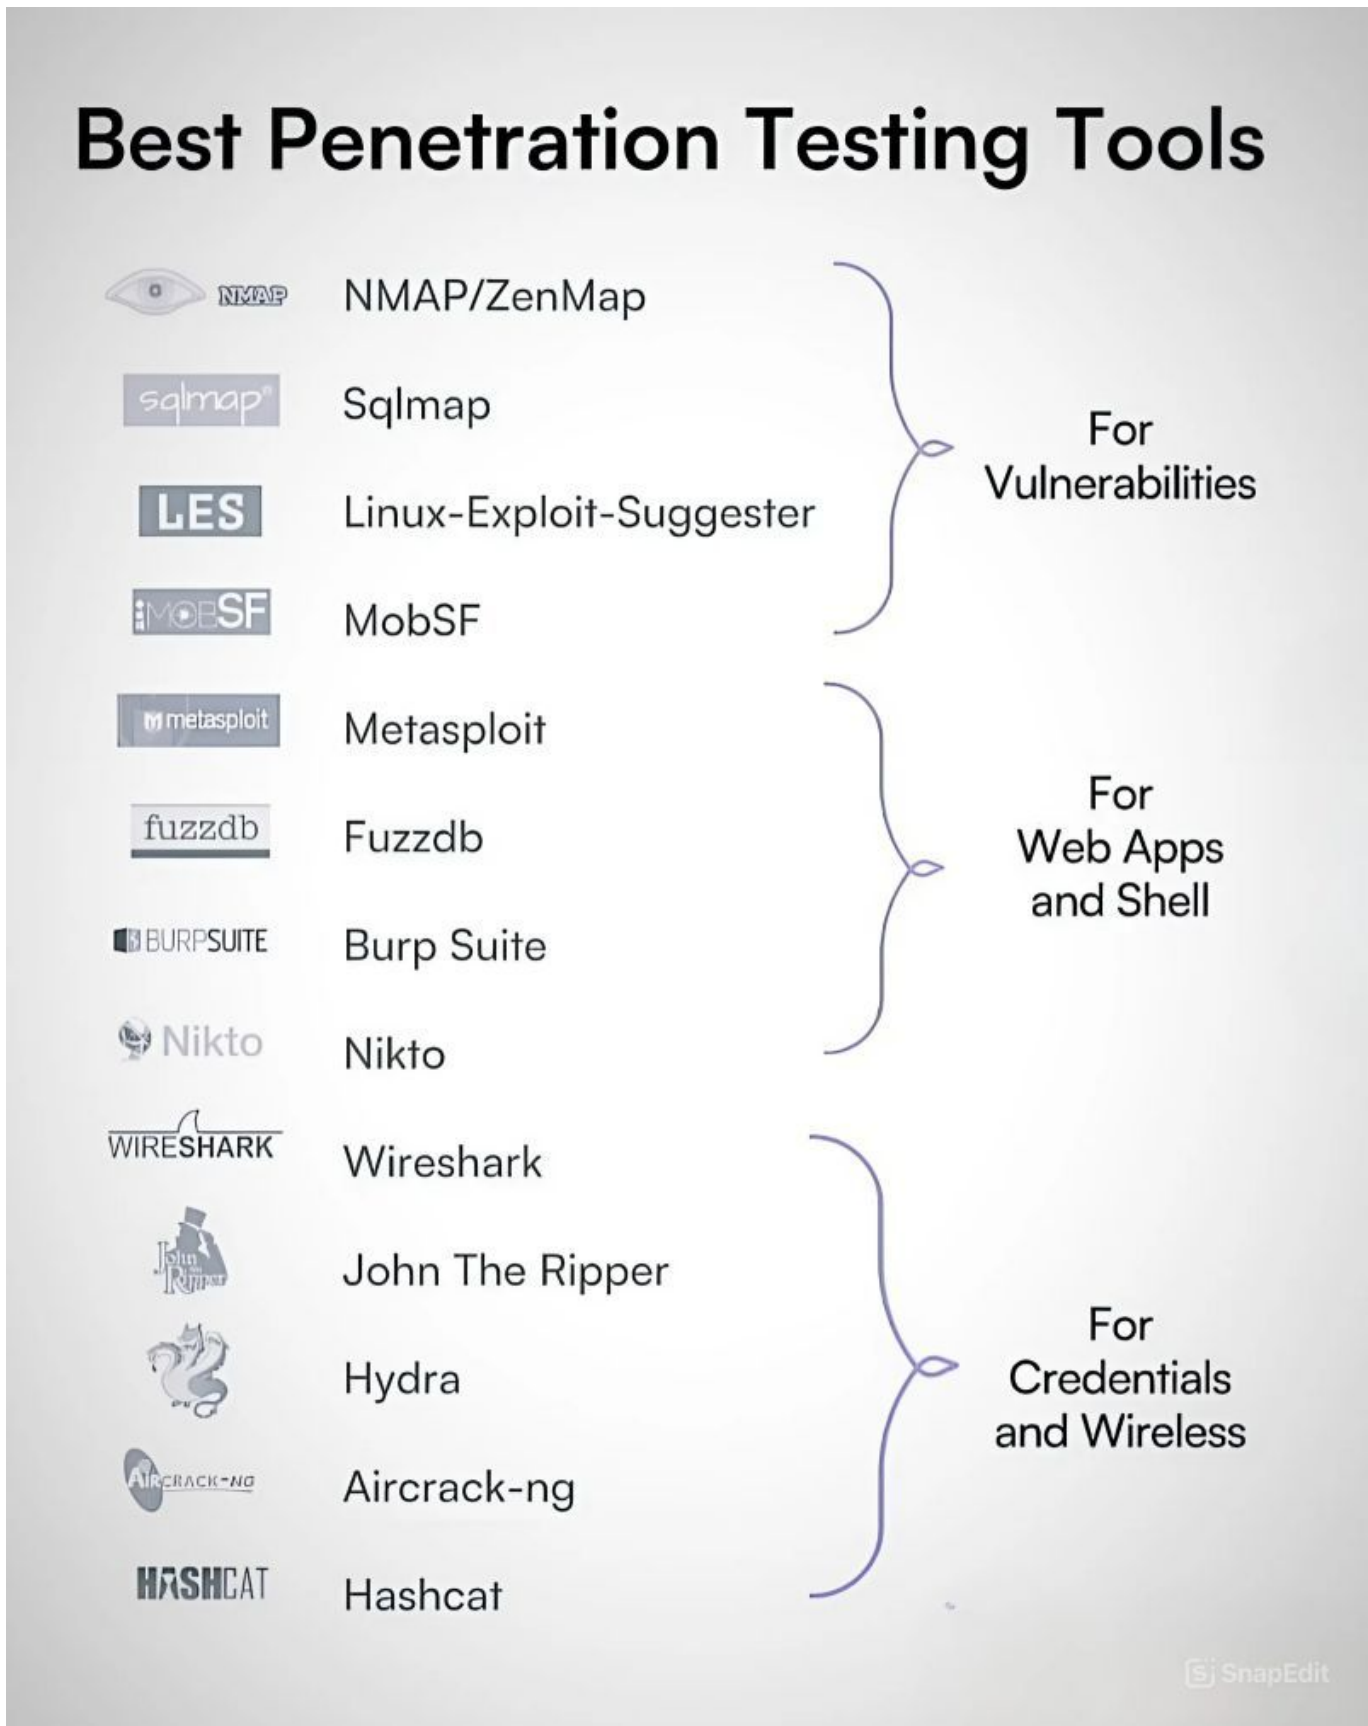 Best Penetration Testing Tools
NMAP NMAP/ZenMap
sqlmap® Sqlmap
LES Linux-Exploit-Suggester
For
Vulnerabilities
MobSF MobSF
metasploit Metasploit
fuzzdb Fuzzdb
For
Web Apps
and Shell
BURPSUITE Burp Suite
Nikto Nikto
WIRESHARK Wireshark
John the Ripper John The Ripper
Hydra
For
Credentials
and Wireless
AIRCRACK-NG Aircrack-ng
HASHCAT Hashcat
SnapEdit